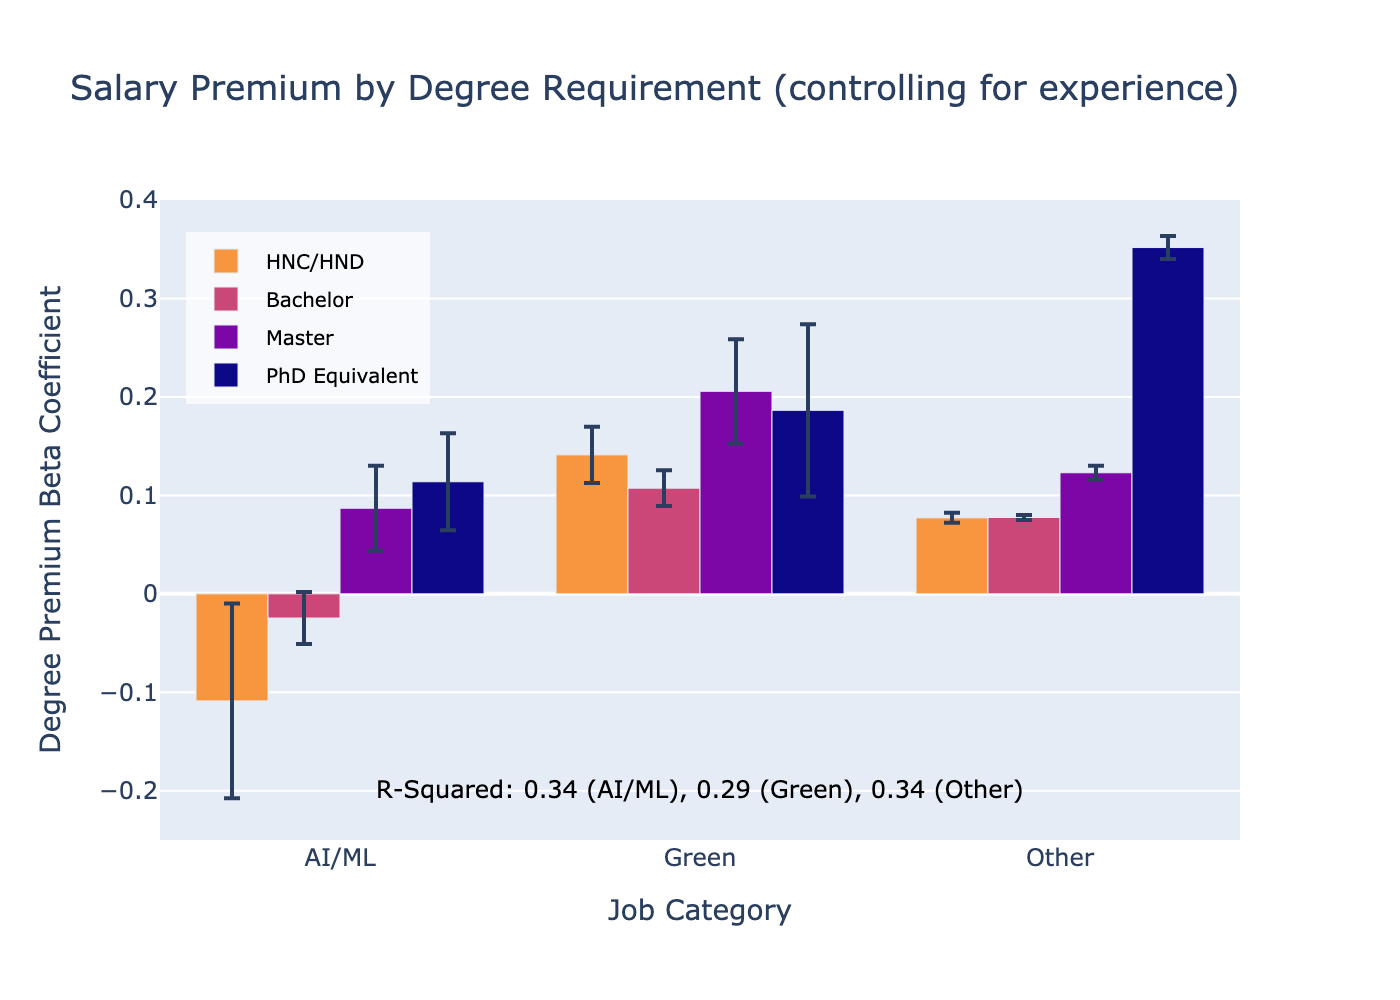 Salary Premium by Degree Requirement (controlling for experience)
0.4
0.3
0.2
0.1
0
−0.1
−0.2
Degree Premium Beta Coefficient
HNC/HND
Bachelor
Master
PhD Equivalent
R-Squared: 0.34 (AI/ML), 0.29 (Green), 0.34 (Other)
AI/ML
Green
Other
Job Category